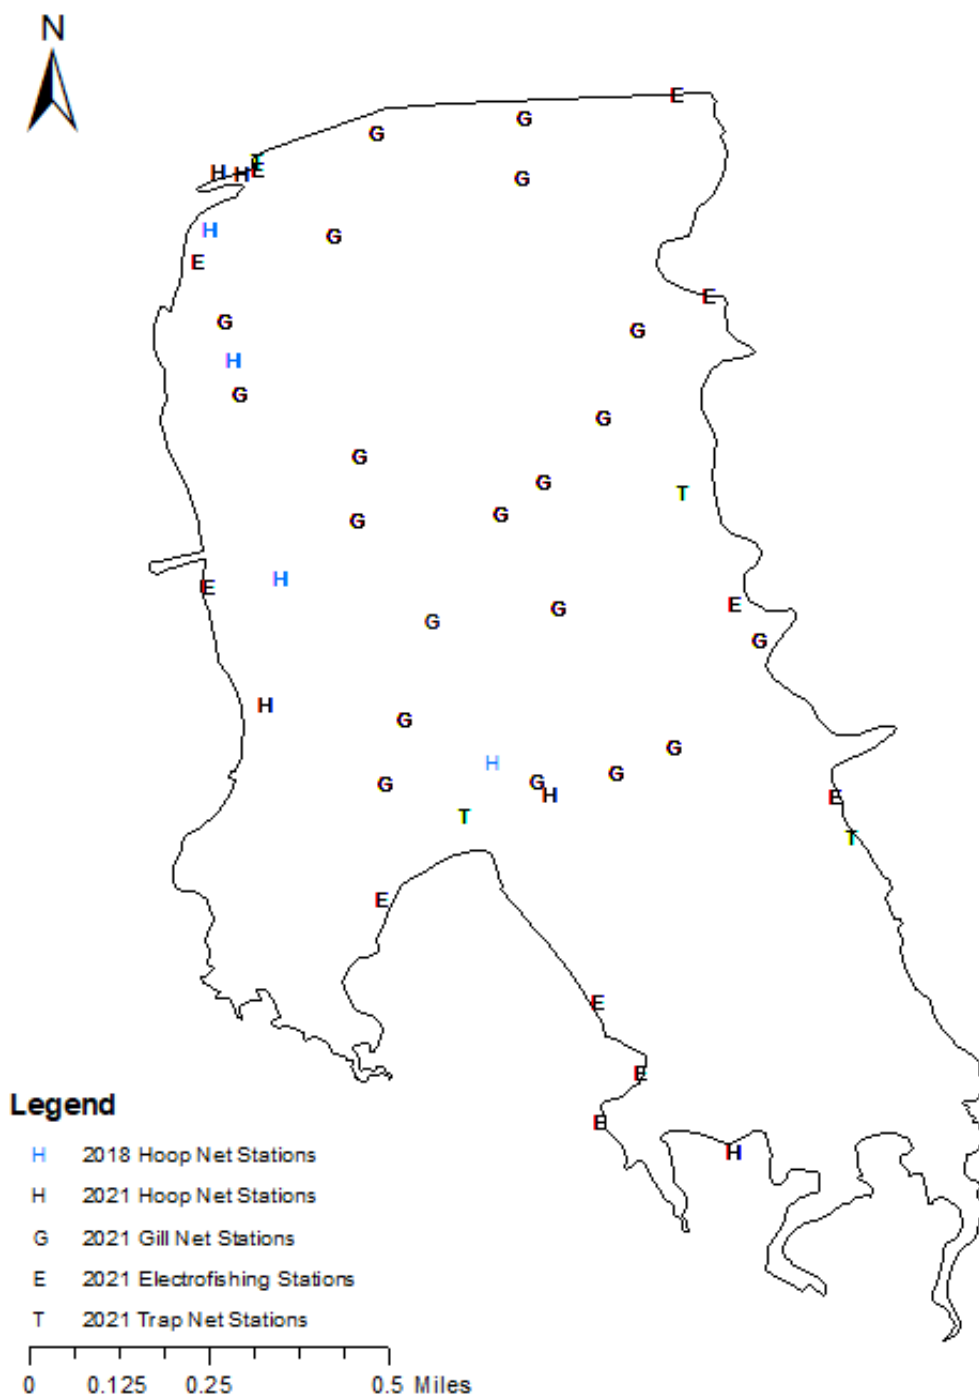 N
E
G
G
T
E
H H
G
H
G
E
E
G
G
H
G
G
G
G
T
G
G
H
E
E
G
G
G
H
G
G
H
G
G
G
H
E
T
T
E
E
E
E
H
Legend
H 2018 Hoop Net Stations
H 2021 Hoop Net Stations
G 2021 Gill Net Stations
E 2021 Electrofishing Stations
T 2021 Trap Net Stations
0 0.125 0.25 0.5 Miles